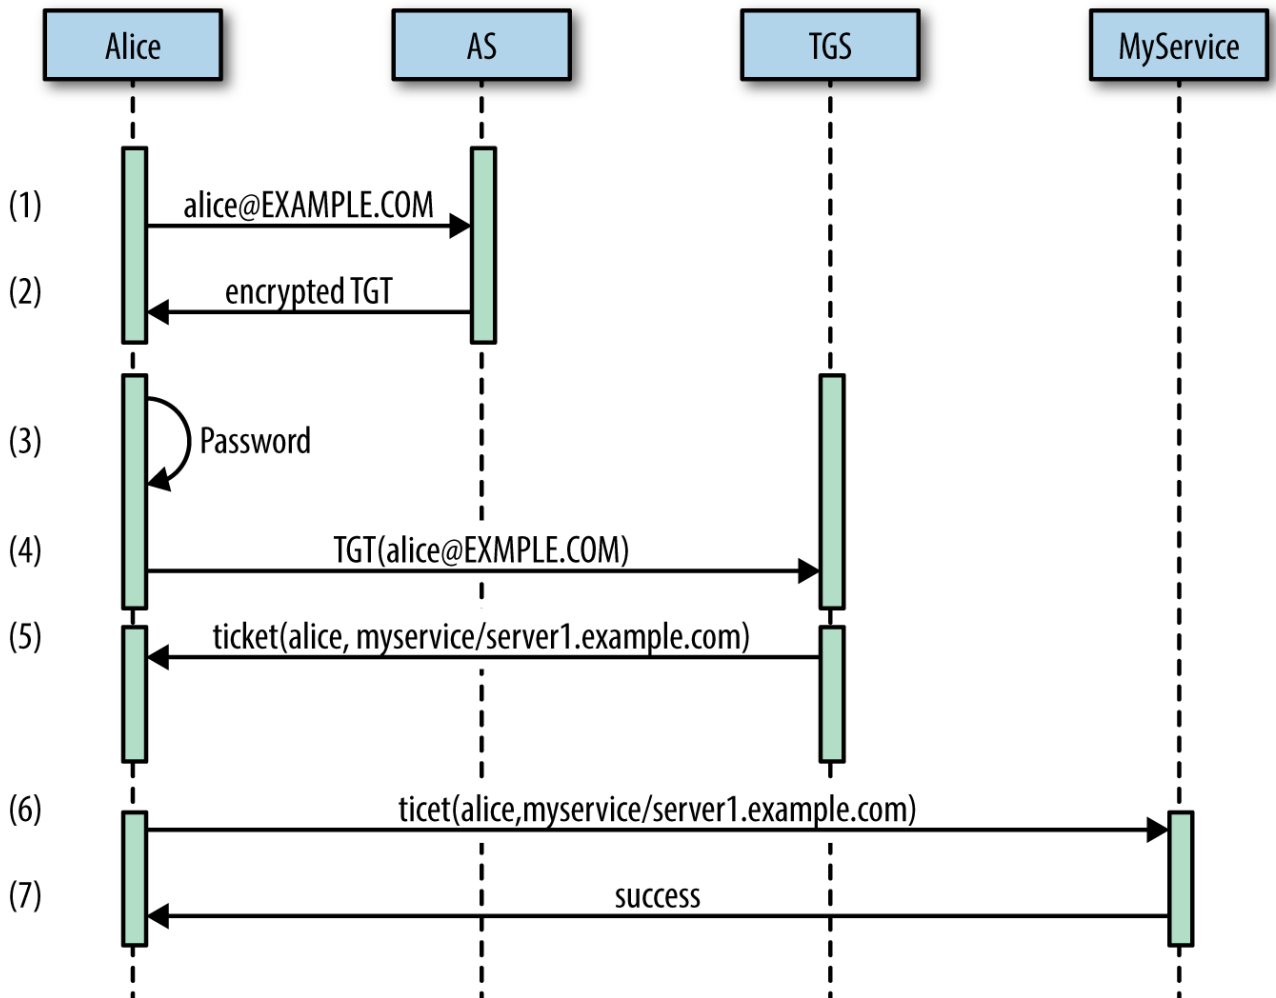 Alice
AS
TGS
MyService
(1)
alice@EXAMPLE.COM
(2)
encrypted TGT
(3)
Password
(4)
TGT(alice@EXMPLE.COM)
(5)
ticket(alice, myservice/server1.example.com)
(6)
ticet(alice,myservice/server1.example.com)
(7)
success